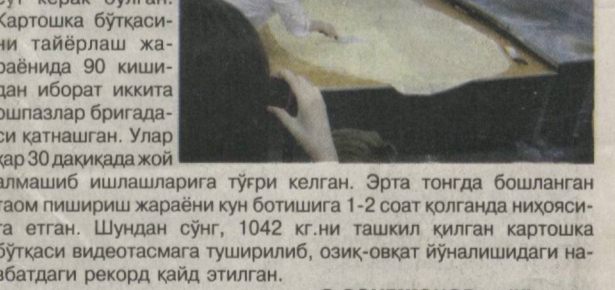 сут керак бўлган.
Картошка бўтқаси-
ни тайёрлаш жа-
раёнида 90 киши-
дан иборат иккита
ошпазлар бригада-
си қатнашган. Улар
ҳар 30 дақиқада жой
алмашиб ишлашларига тўғри келган. Эрта тонгда бошланган
таом пишириш жараёни кун ботишига 1-2 соат қолганда ниҳояси-
га етган. Шундан сўнг, 1042 кг.ни ташкил қилган картошка
бўтқаси видеотасмага туширилиб, озиқ-овқат йўналишидаги на-
вбатдаги рекорд қайд этилган.